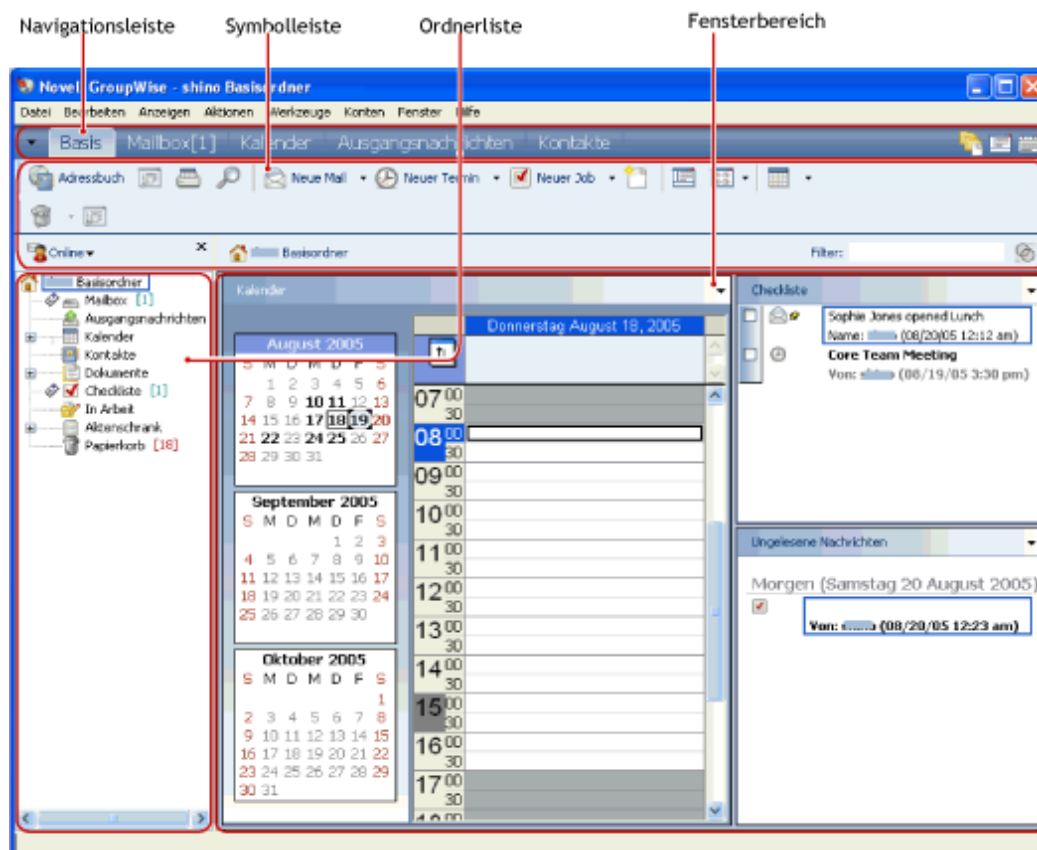 Navigationsleiste Symbolleiste Ordnerliste Fensterbereich
Novell GroupWise - shino Basisordner
Datei Bearbeiten Anzeigen Aktionen Werkzeuge Konten Fenster Hilfe
Basis Mailbox[1] Kalender Ausgangsnachrichten Kontakte
Adressbuch Neue Mail Neuer Termin Neuer Job
Online Basisordner Filter:
Basisordner
Mailbox [1]
Ausgangsnachrichten
Kalender
Kontakte
Dokumente
Checkliste [1]
In Arbeit
Aktenschrank
Papierkorb [18]
Kalender
August 2005
S M D M D F S
1 2 3 4 5 6
7 8 9 10 11 12 13
14 15 16 17 18 19 20
21 22 23 24 25 26 27
28 29 30 31
September 2005
S M D M D F S
1 2 3
4 5 6 7 8 9 10
11 12 13 14 15 16 17
18 19 20 21 22 23 24
25 26 27 28 29 30
Oktober 2005
S M D M D F S
1
2 3 4 5 6 7 8
9 10 11 12 13 14 15
16 17 18 19 20 21 22
23 24 25 26 27 28 29
30 31
Donnerstag August 18, 2005
07 00
30
08 00
30
09 00
30
10 00
30
11 00
30
12 00
30
13 00
30
14 00
30
15 00
30
16 00
30
17 00
30
Checkliste
Sophie Jones opened Lunch
Name: (08/20/05 12:12 am)
Core Team Meeting
Von: (08/19/05 3:30 pm)
Ungelesene Nachrichten
Morgen (Samstag 20 August 2005)
Von: (08/20/05 12:23 am)